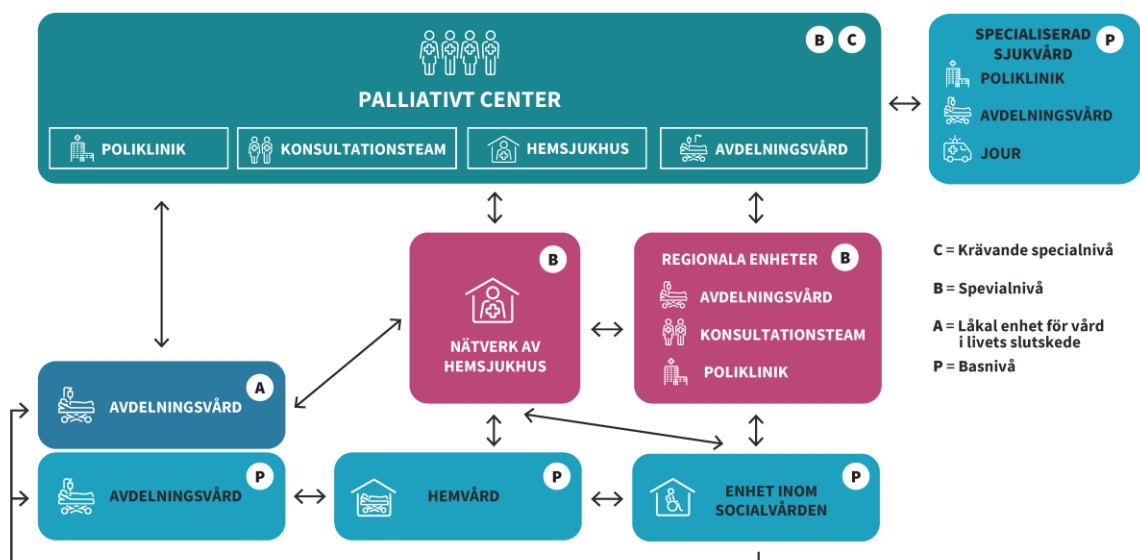 B
C
PALLIATIVT CENTER
POLIKLINIK
KONSULTATIONSTEAM
HEMSJUKHUS
AVDELNINGSVÅRD
SPECIALISERAD
SJUKVÅRD
P
POLIKLINIK
AVDELNINGSVÅRD
JOUR
B
NÄTVERK AV
HEMSJUKHUS
REGIONALA ENHETER
B
AVDELNINGSVÅRD
KONSULTATIONSTEAM
POLIKLINIK
C = Krävande specialnivå
B = Spevialnivå
A = Låkal enhet för vård
i livets slutskede
P = Basnivå
AVDELNINGSVÅRD
A
AVDELNINGSVÅRD
P
HEMVÅRD
P
ENHET INOM
SOCIALVÅRDEN
P